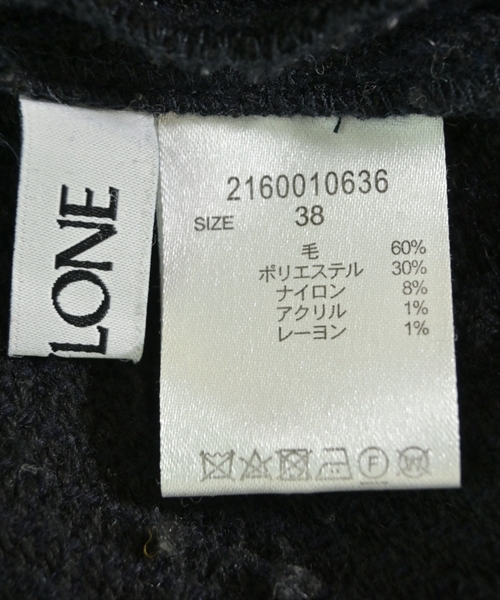 LONE
2160010636
SIZE 38
毛 60%
ポリエステル 30%
ナイロン 8%
アクリル 1%
レーヨン 1%
F
W